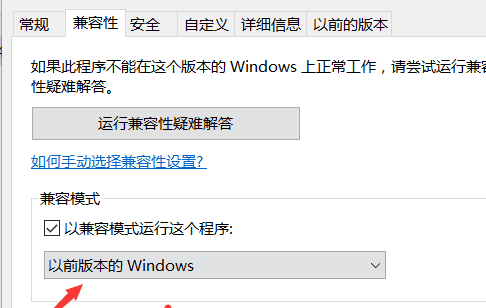 常规 兼容性 安全 自定义 详细信息 以前的版本
如果此程序不能在这个版本的 Windows 上正常工作，请尝试运行兼容
性疑难解答。
运行兼容性疑难解答
如何手动选择兼容性设置?
兼容模式
以兼容模式运行这个程序:
以前版本的 Windows